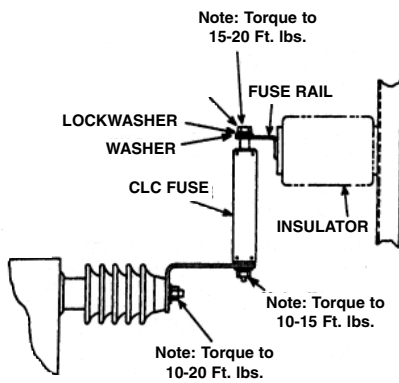 Note: Torque to
15-20 Ft. lbs.
FUSE RAIL
LOCKWASHER
WASHER
CLC FUSE
INSULATOR
Note: Torque to
10-15 Ft. lbs.
Note: Torque to
10-20 Ft. lbs.